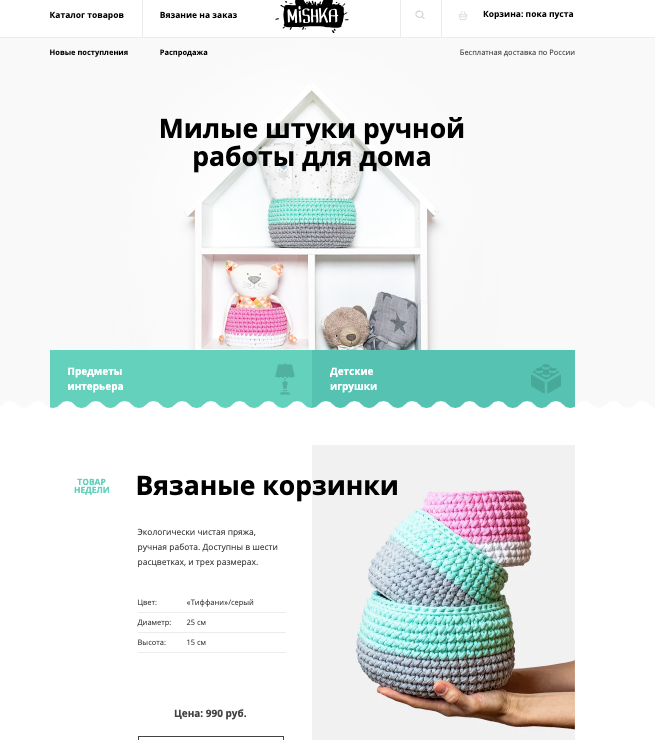 Каталог товаров
Вязание на заказ
MiSHKA
Корзина: пока пуста
Новые поступления
Распродажа
Бесплатная доставка по России
Милые штуки ручной
работы для дома
Предметы
интерьера
Детские
игрушки
ТОВАР
НЕДЕЛИ
Вязаные корзинки
Экологически чистая пряжа,
ручная работа. Доступны в шести
расцветках, и трех размерах.
Цвет: «Тиффани»/серый
Диаметр: 25 см
Высота: 15 см
Цена: 990 руб.